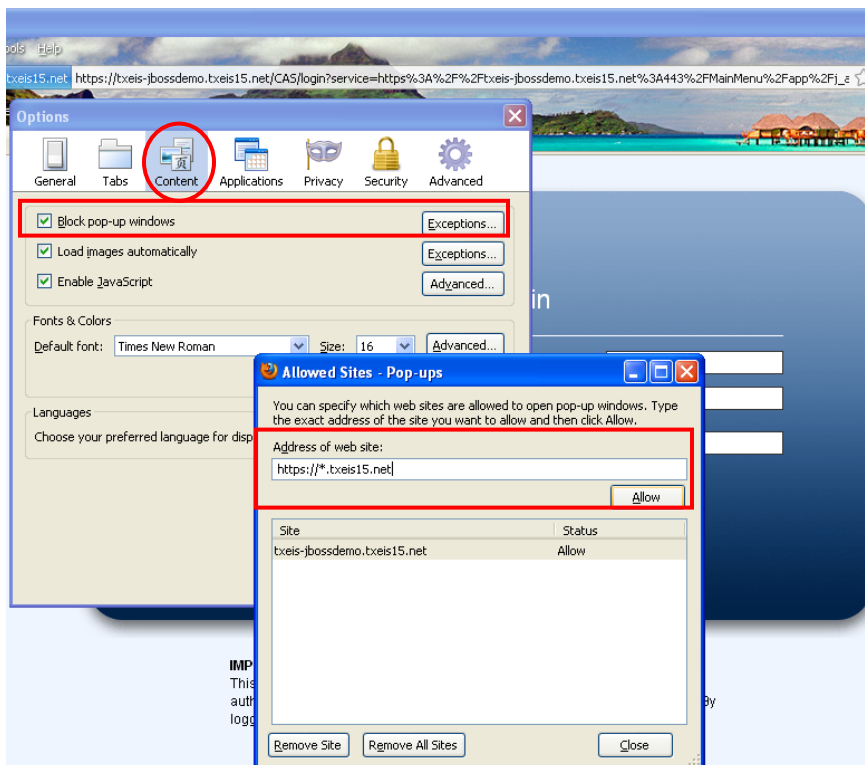 Help
txeis15.net https://txeis-jbossdemo.txeis15.net/CAS/login?service=https%3A%2F%2Ftxeis-jbossdemo.txeis15.net%3A443%2FMainMenu%2Fapp%2Fj_a
Options
General Tabs Content Applications Privacy Security Advanced
Block pop-up windows Exceptions...
Load images automatically Exceptions...
Enable JavaScript Advanced...
in
Fonts & Colors
Default font: Times New Roman Size: 16 Advanced...
Allowed Sites - Pop-ups
You can specify which web sites are allowed to open pop-up windows. Type
the exact address of the site you want to allow and then click Allow.
Languages
Choose your preferred language for disp
Address of web site:
https://*.txeis15.net
Allow
Site Status
txeis-jbossdemo.txeis15.net Allow
IMP
This
auth
logg
Remove Site Remove All Sites Close